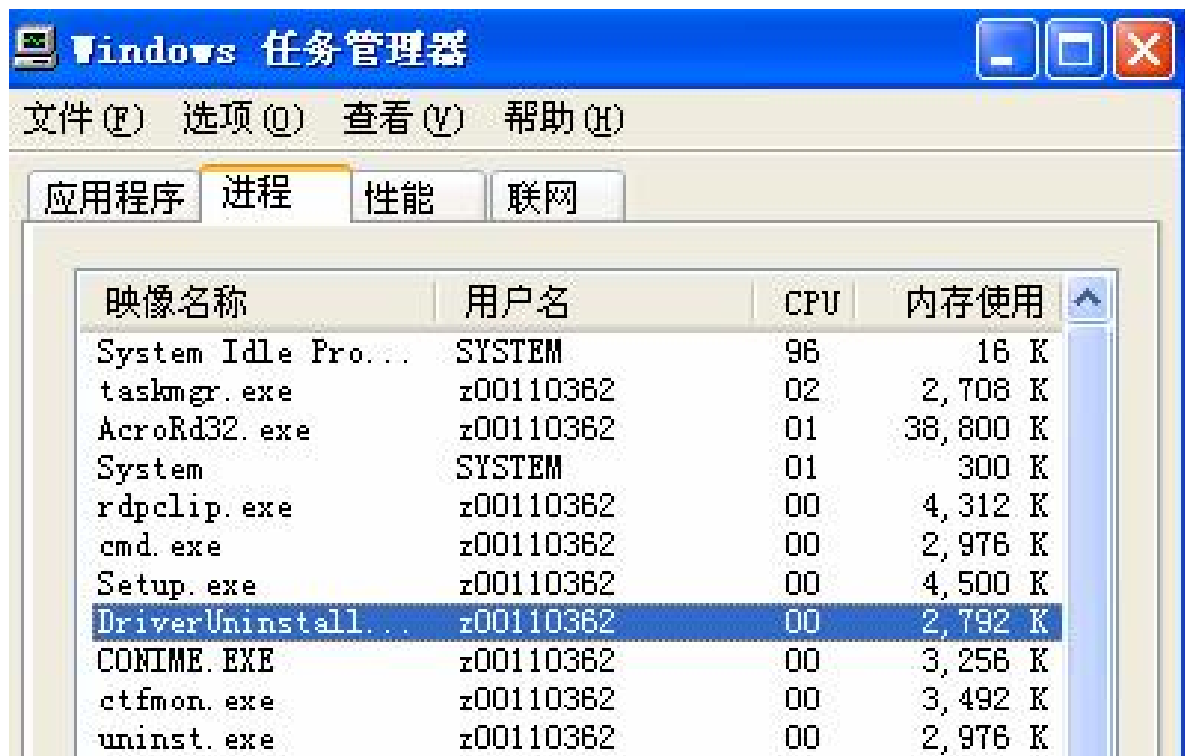 Windows 任务管理器
文件(F) 选项(O) 查看(V) 帮助(H)
应用程序 进程 性能 联网
映像名称 用户名 CPU 内存使用
System Idle Pro... SYSTEM 96 16 K
taskmgr.exe z00110362 02 2,708 K
AcroRd32.exe z00110362 01 38,800 K
System SYSTEM 01 300 K
rdpclip.exe z00110362 00 4,312 K
cmd.exe z00110362 00 2,976 K
Setup.exe z00110362 00 4,500 K
DriverUninstall... z00110362 00 2,792 K
CONIME.EXE z00110362 00 3,256 K
ctfmon.exe z00110362 00 3,492 K
uninst.exe z00110362 00 2,976 K